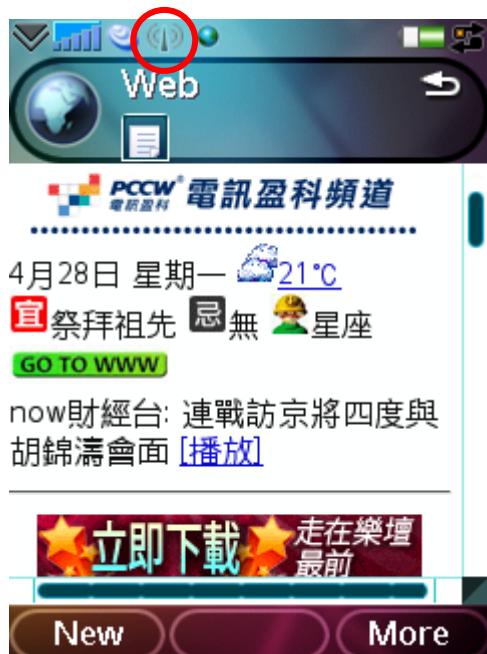 Web
PCCW® 電訊盈科 電訊盈科頻道
4月28日 星期一 21°C
宜 祭拜祖先 忌 無 星座
GO TO WWW
now財經台: 連戰訪京將四度與
胡錦濤會面 [播放]
立即下載 走在樂壇
最前
New More